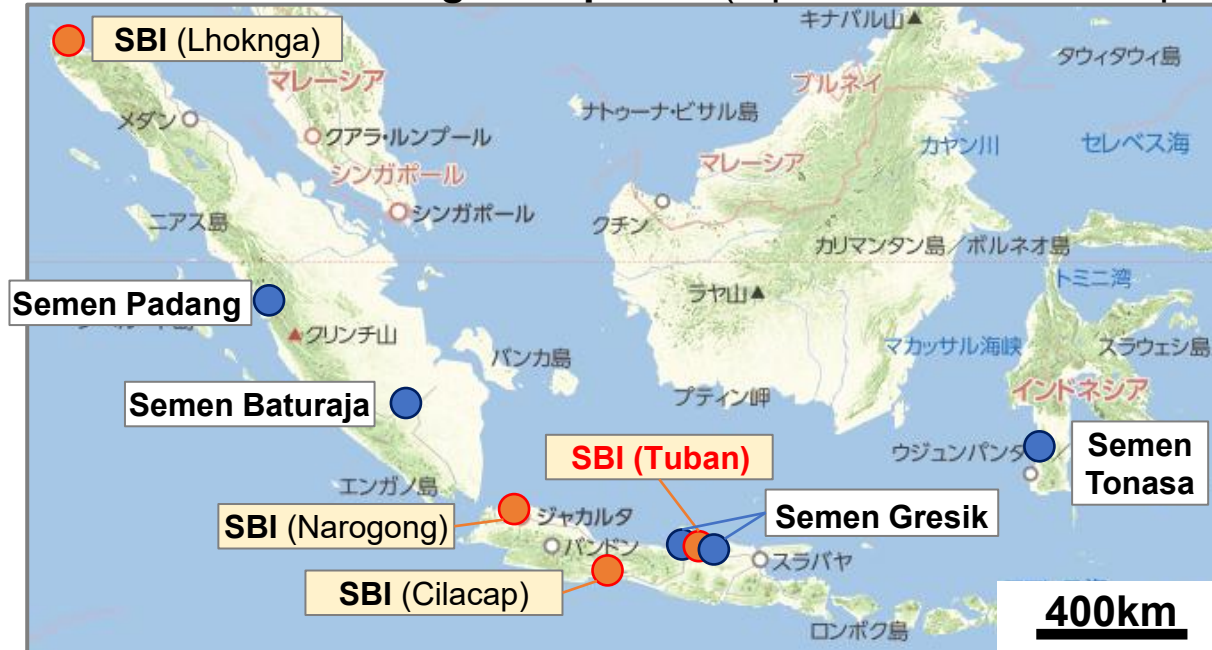 キナバル山▲
SBI (Lhoknga)
タウィタウィ島
マレーシア
ブルネイ
メダン
ナトゥーナ・ビサル島
クアラ・ルンプール
カヤン川
セレベス海
マレーシア
シンガポール
シンガポール
クチン
ニアス島
カリマンタン島/ボルネオ島
トミニ湾
Semen Padang
ラヤ山▲
▲クリンチ山
マカッサル海峡
スラウェシ島
バンカ島
インドネシア
Semen Baturaja
プティン岬
SBI (Tuban)
ウジュンパンダ
Semen
Tonasa
エンガノ島
SBI (Narogong)
ジャカルタ
Semen Gresik
バンドン
スラバヤ
SBI (Cilacap)
400km
ロンボク島